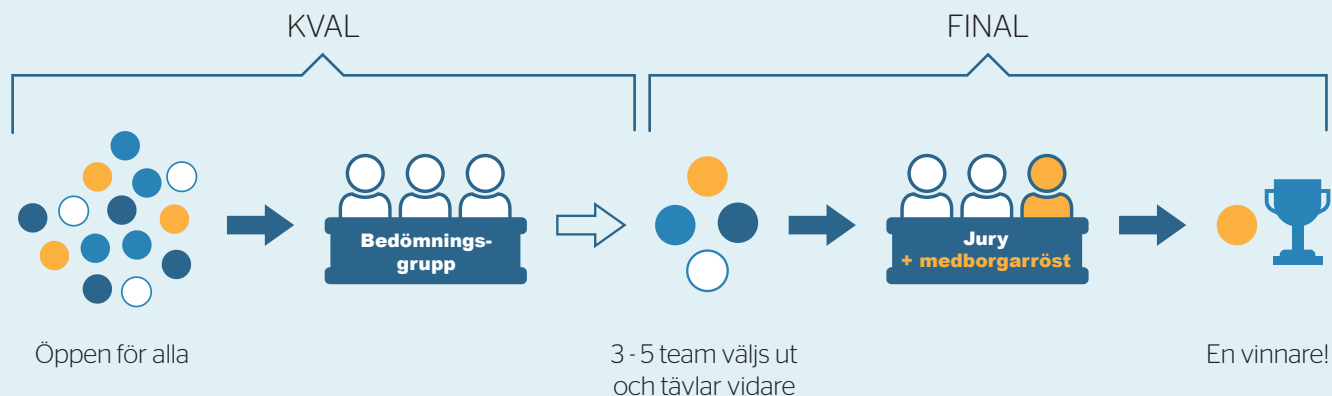 KVAL
FINAL
Bedömnings-
grupp
Jury
+ medborgarröst
Öppen för alla
3 - 5 team väljs ut
och tävlar vidare
En vinnare!